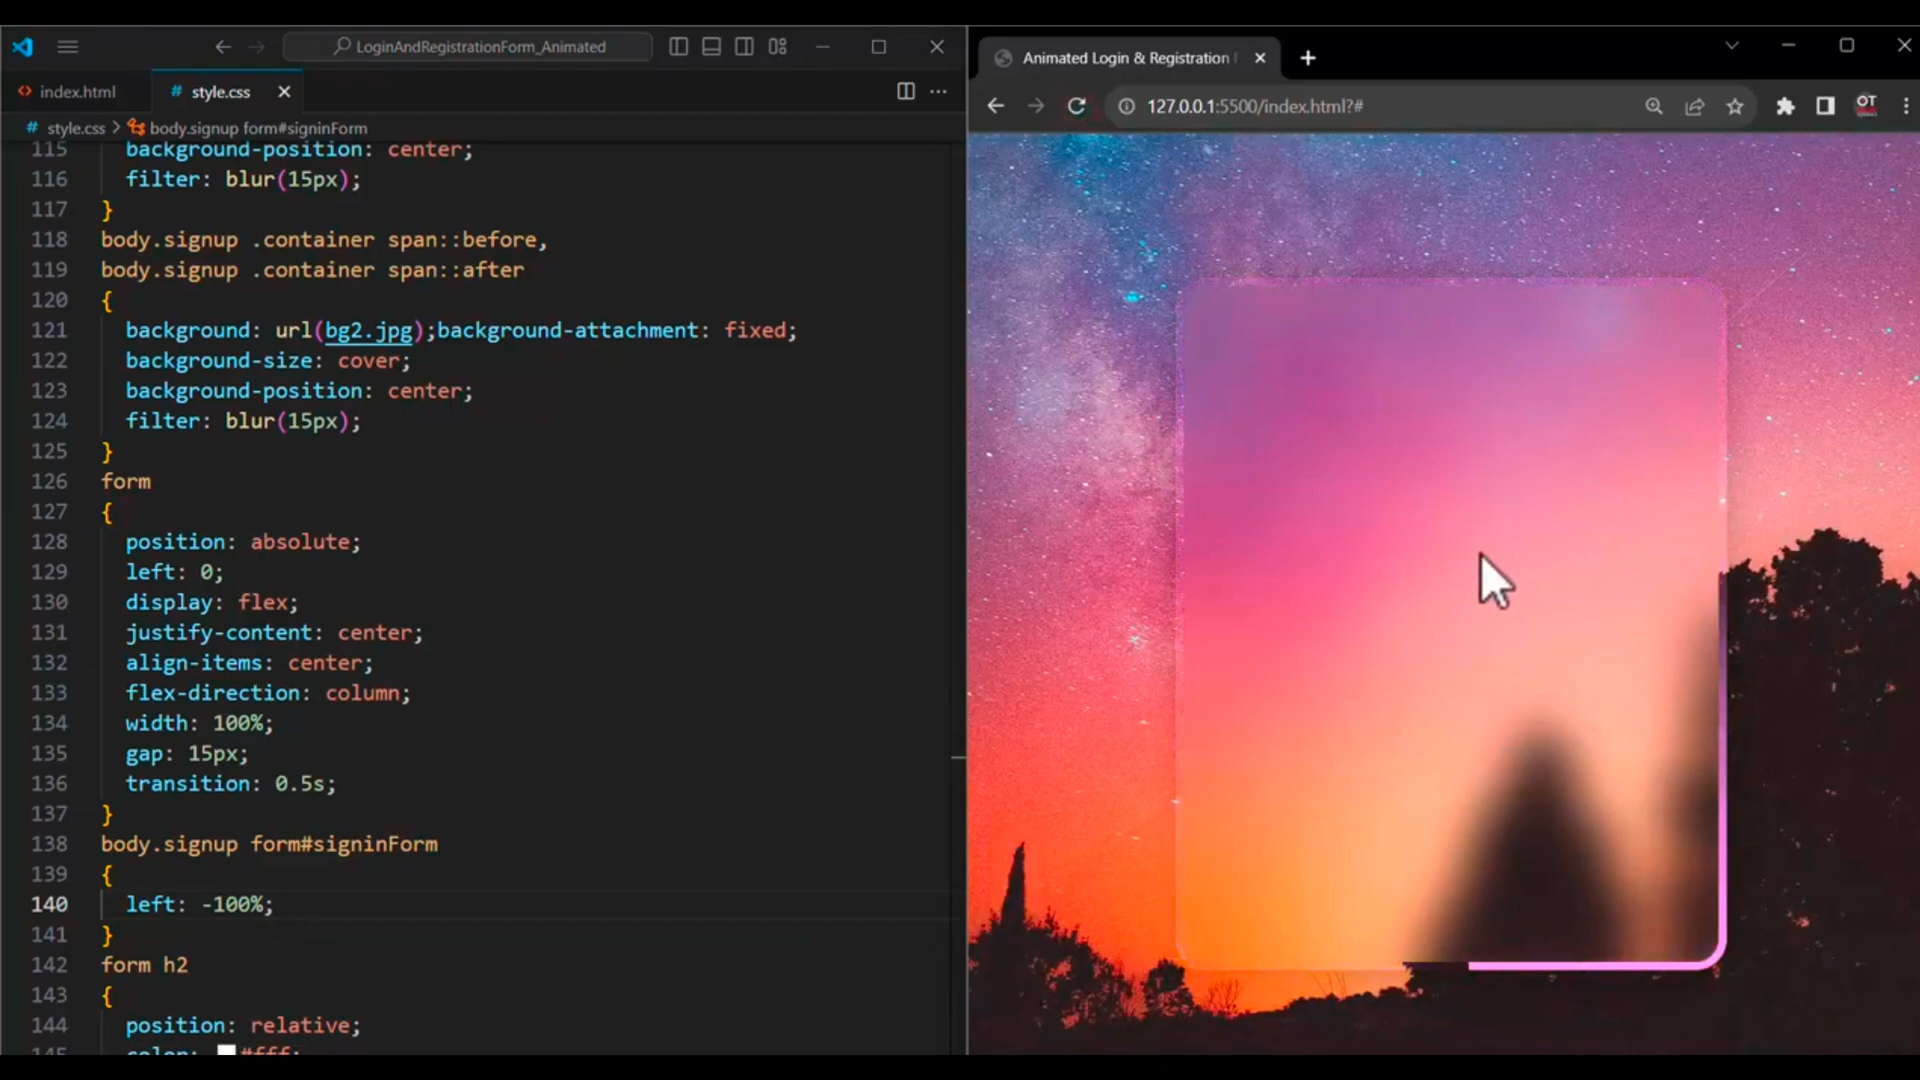 LoginAndRegistrationForm_Animated
index.html
# style.css
# style.css > body.signup form#signinForm
115 background-position: center;
116 filter: blur(15px);
117 }
118 body.signup .container span::before,
119 body.signup .container span::after
120 {
121 background: url(bg2.jpg);background-attachment: fixed;
122 background-size: cover;
123 background-position: center;
124 filter: blur(15px);
125 }
126 form
127 {
128 position: absolute;
129 left: 0;
130 display: flex;
131 justify-content: center;
132 align-items: center;
133 flex-direction: column;
134 width: 100%;
135 gap: 15px;
136 transition: 0.5s;
137 }
138 body.signup form#signinForm
139 {
140 left: -100%;
141 }
142 form h2
143 {
144 position: relative;
145 color: #fff;
Animated Login & Registration
127.0.0.1:5500/index.html?#
OT